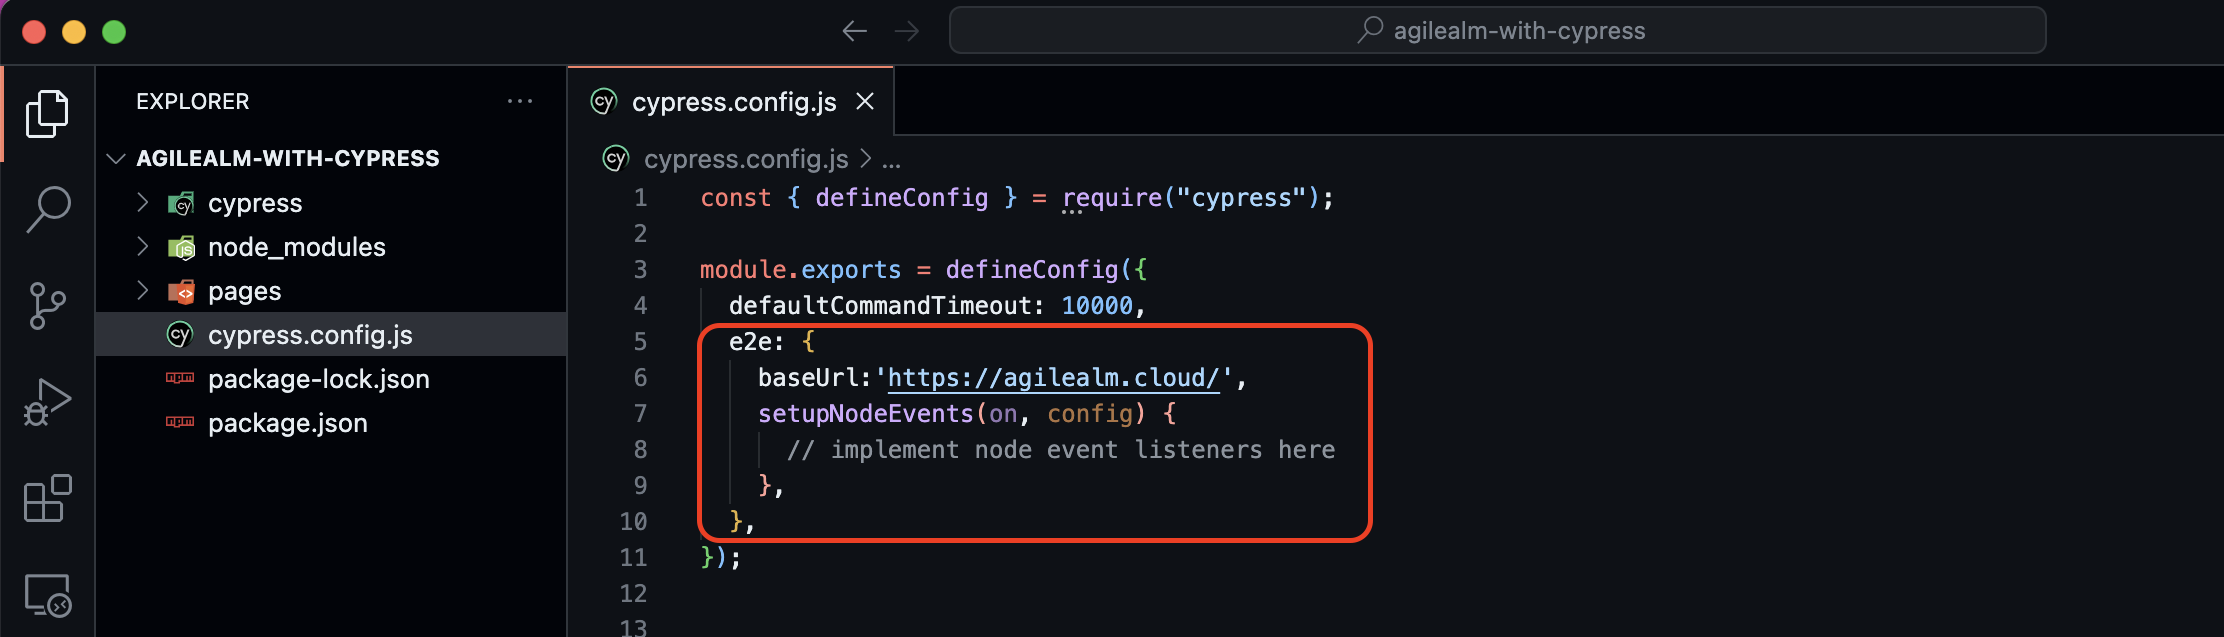 agilealm-with-cypress
EXPLORER
...
AGILEALM-WITH-CYPRESS
cypress
node_modules
pages
cypress.config.js
package-lock.json
package.json
cypress.config.js
cypress.config.js > ...
1 const { defineConfig } = require("cypress");
2
3 module.exports = defineConfig({
4 defaultCommandTimeout: 10000,
5 e2e: {
6 baseUrl:'https://agilealm.cloud/',
7 setupNodeEvents(on, config) {
8 // implement node event listeners here
9 },
10 },
11 });
12
13